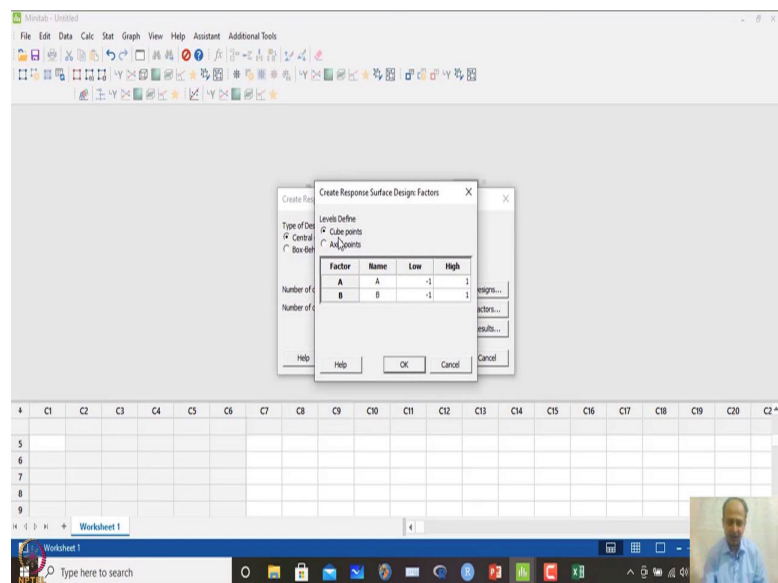 Minitab - Untitled
File Edit Data Calc Stat Graph View Help Assistant Additional Tools
Create Response Surface Design: Factors X
Create Res X
Levels Define
Type of Des Cube points
Central Axial points
Box-Beh
Factor Name Low High
A A -1 1
Number of c B B -1 1 esigns...
Number of c actors...
esults...
Help Cancel
Help OK Cancel
C1 C2 C3 C4 C5 C6 C7 C8 C9 C10 C11 C12 C13 C14 C15 C16 C17 C18 C19 C20 C2
5
6
7
8
9
Worksheet 1
Worksheet 1
Type here to search
NPTEL